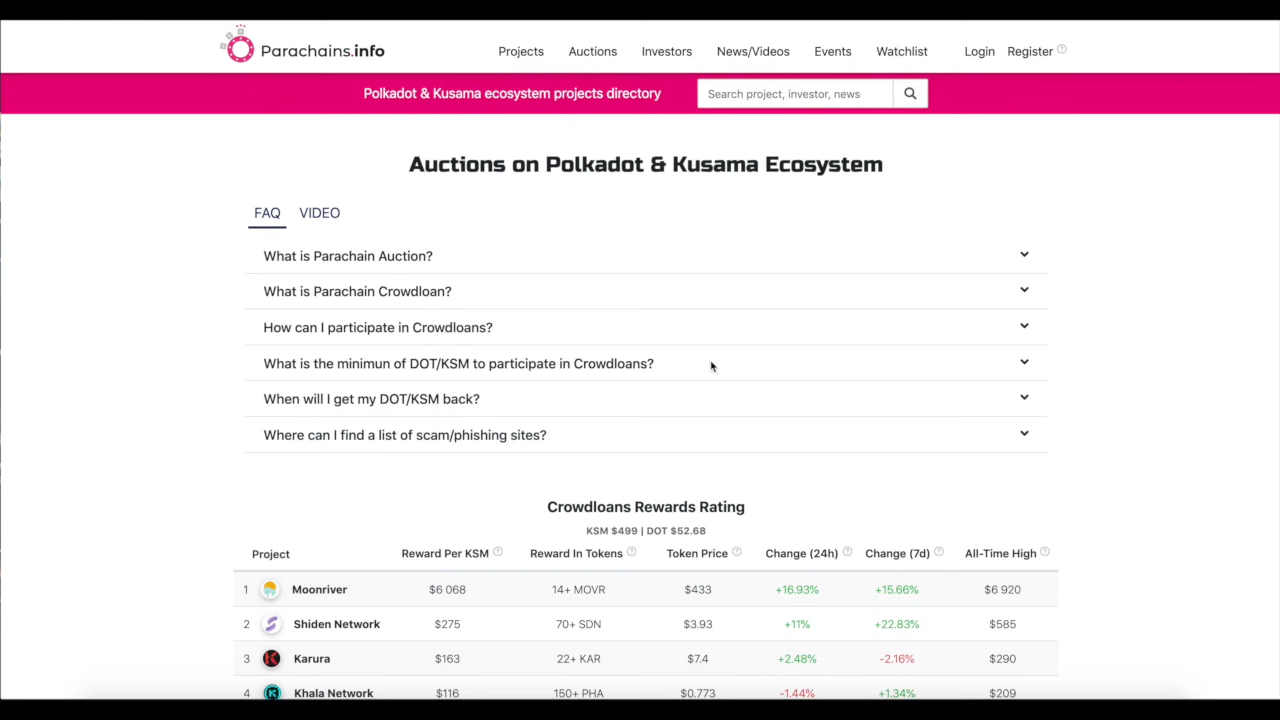 Parachains.info
Projects Auctions Investors News/Videos Events Watchlist Login Register ?
Polkadot & Kusama ecosystem projects directory Search project, investor, news
Auctions on Polkadot & Kusama Ecosystem
FAQ VIDEO
What is Parachain Auction?
What is Parachain Crowdloan?
How can I participate in Crowdloans?
What is the minimun of DOT/KSM to participate in Crowdloans?
When will I get my DOT/KSM back?
Where can I find a list of scam/phishing sites?
Crowdloans Rewards Rating
KSM $499 | DOT $52.68
Project Reward Per KSM ? Reward In Tokens ? Token Price ? Change (24h) ? Change (7d) ? All-Time High ?
1 Moonriver $6 068 14+ MOVR $433 +16.93% +15.66% $6 920
2 Shiden Network $275 70+ SDN $3.93 +11% +22.83% $585
3 Karura $163 22+ KAR $7.4 +2.48% -2.16% $290
4 Khala Network $116 150+ PHA $0.773 -1.44% +1.34% $209